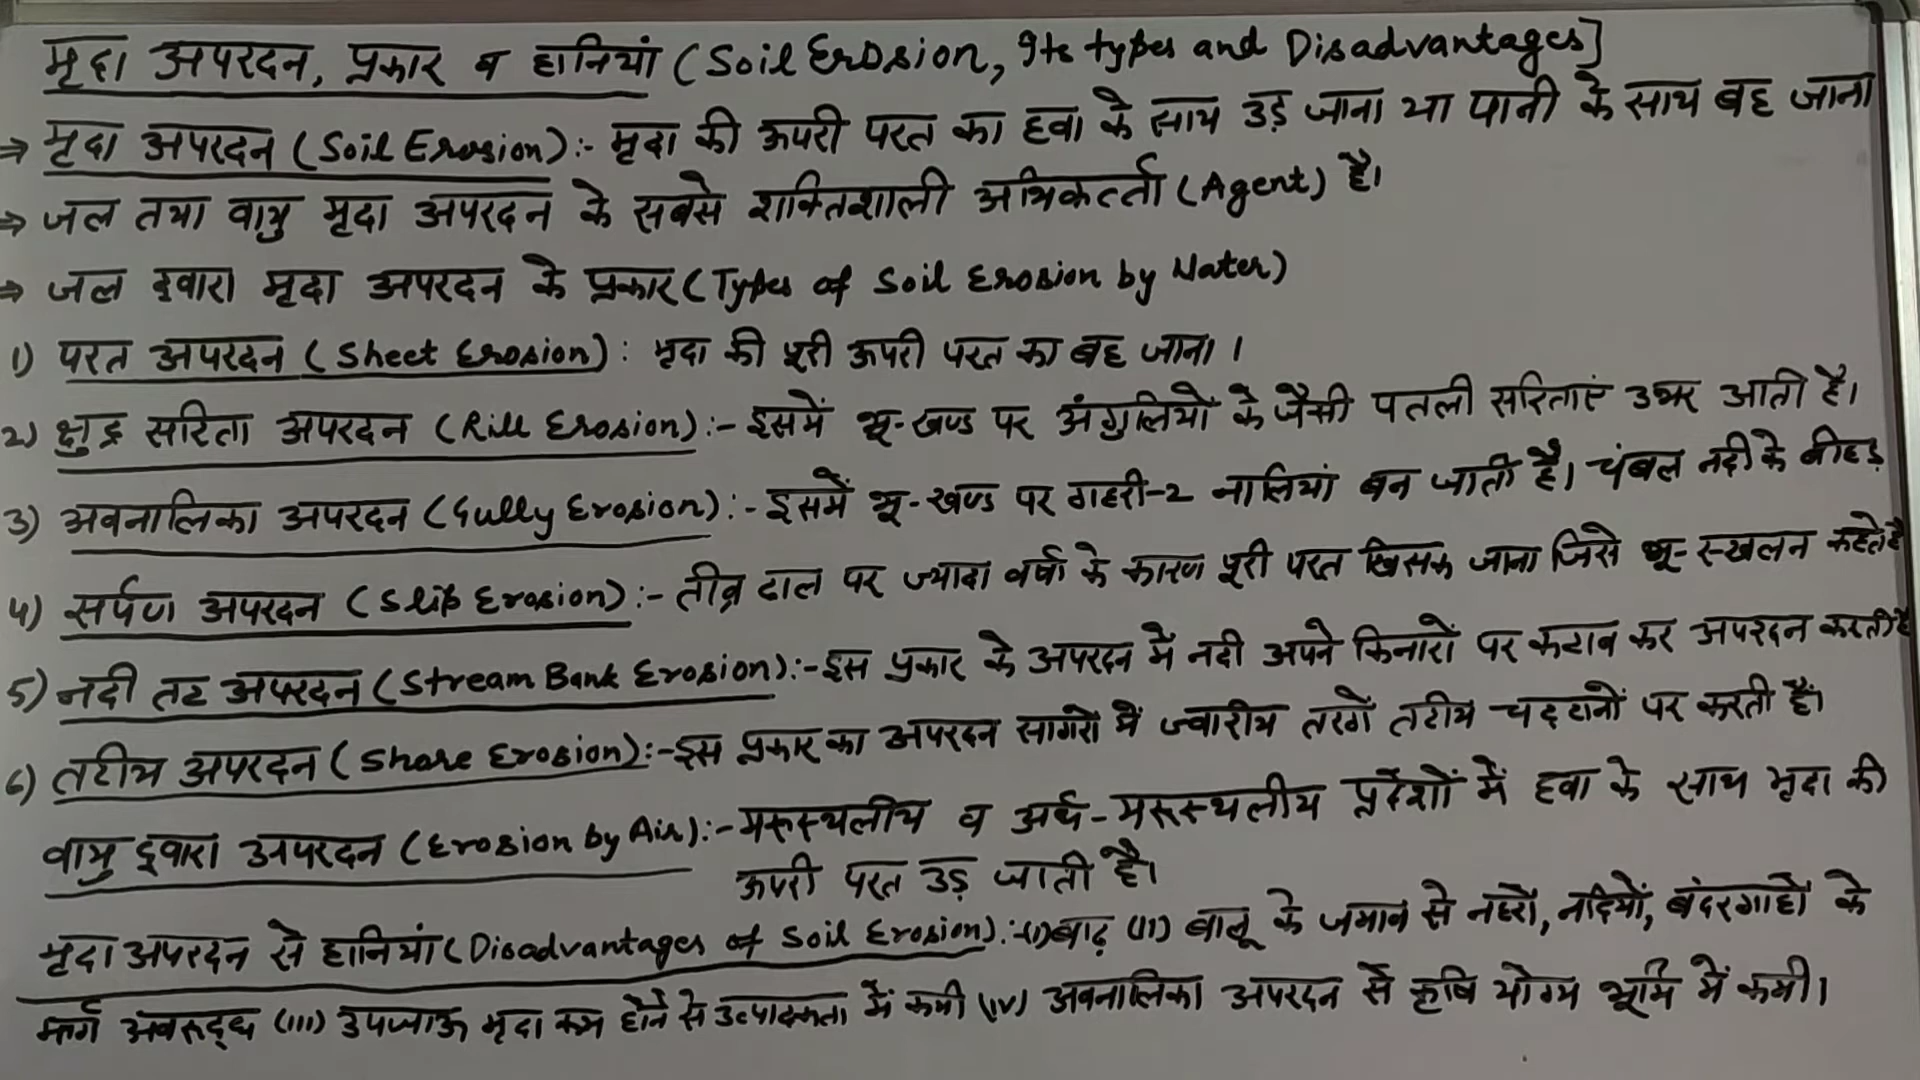 मृदा अपरदन, प्रकार व हानियां (Soil Erosion, Its types and Disadvantages]
⇒ मृदा अपरदन (Soil Erosion):- मृदा की ऊपरी परत का हवा के साथ उड़ जाना या पानी के साथ बह जाना
⇒ जल तथा वायु मृदा अपरदन के सबसे शक्तिशाली अभिकर्त्ता (Agent) है।
⇒ जल द्वारा मृदा अपरदन के प्रकार (Types of Soil Erosion by Water)
1) परत अपरदन (Sheet Erosion): मृदा की पूरी ऊपरी परत का बह जाना।
2) क्षुद्र सरिता अपरदन (Rill Erosion):- इसमें भू-खण्ड पर अंगुलियों के जैसी पतली सरिताएं उभर आती है।
3) अवनालिका अपरदन (Gully Erosion):- इसमें भू-खण्ड पर गहरी-2 नालियां बन जाती है। चंबल नदी के बीहड़
4) सर्पण अपरदन (Slip Erosion):- तीव्र ढाल पर ज्यादा वर्षा के कारण पूरी परत खिसक जाना जिसे भू-स्खलन कहते है
5) नदी तट अपरदन (Stream Bank Erosion):- इस प्रकार के अपरदन में नदी अपने किनारों पर कटाव कर अपरदन करती है
6) तटीय अपरदन (Shore Erosion):- इस प्रकार का अपरदन सागरों में ज्वारीय तरंगें तटीय चट्टानों पर करती हैं।
वायु द्वारा अपरदन (Erosion by Air):- मरुस्थलीय व अर्ध-मरूस्थलीय प्रदेशों में हवा के साथ मृदा की
ऊपरी परत उड़ जाती है।
मृदा अपरदन से हानियां (Disadvantages of Soil Erosion):- (I) बाढ़ (II) बालू के जमाव से नहरों, नदियों, बंदरगाहों के
मार्ग अवरूद्ध (III) उपजाऊ मृदा कम होने से उत्पादकता में कमी (IV) अवनालिका अपरदन से कृषि योग्य भूमि में कमी।